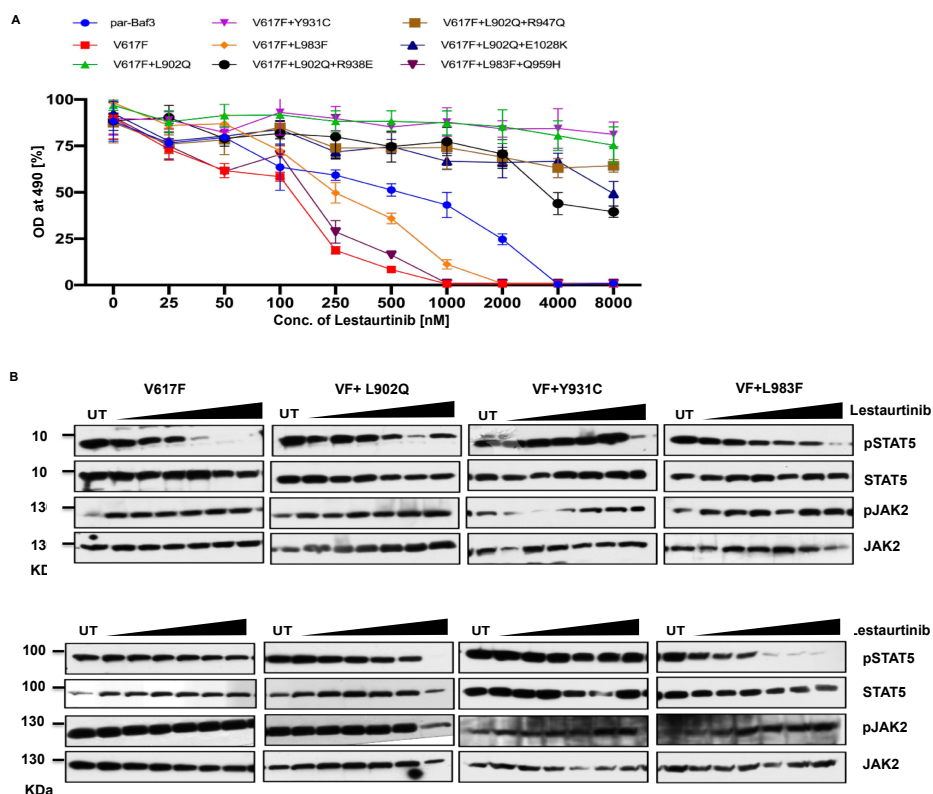 A
par-Baf3
V617F+Y931C
V617F+L902Q+R947Q
V617F
V617F+L983F
V617F+L902Q+E1028K
V617F+L902Q
V617F+L902Q+R938E
V617F+L983F+Q959H
OD at 490 [%]
100
75
50
25
0
0 25 50 100 250 500 1000 2000 4000 8000
Conc. of Lestaurtinib [nM]
B
V617F VF+ L902Q VF+Y931C VF+L983F
UT UT UT UT Lestaurtinib
10 pSTAT5
10 STAT5
13 pJAK2
13 JAK2
UT UT UT UT Lestaurtinib
100 pSTAT5
100 STAT5
130 pJAK2
130 JAK2
KDa